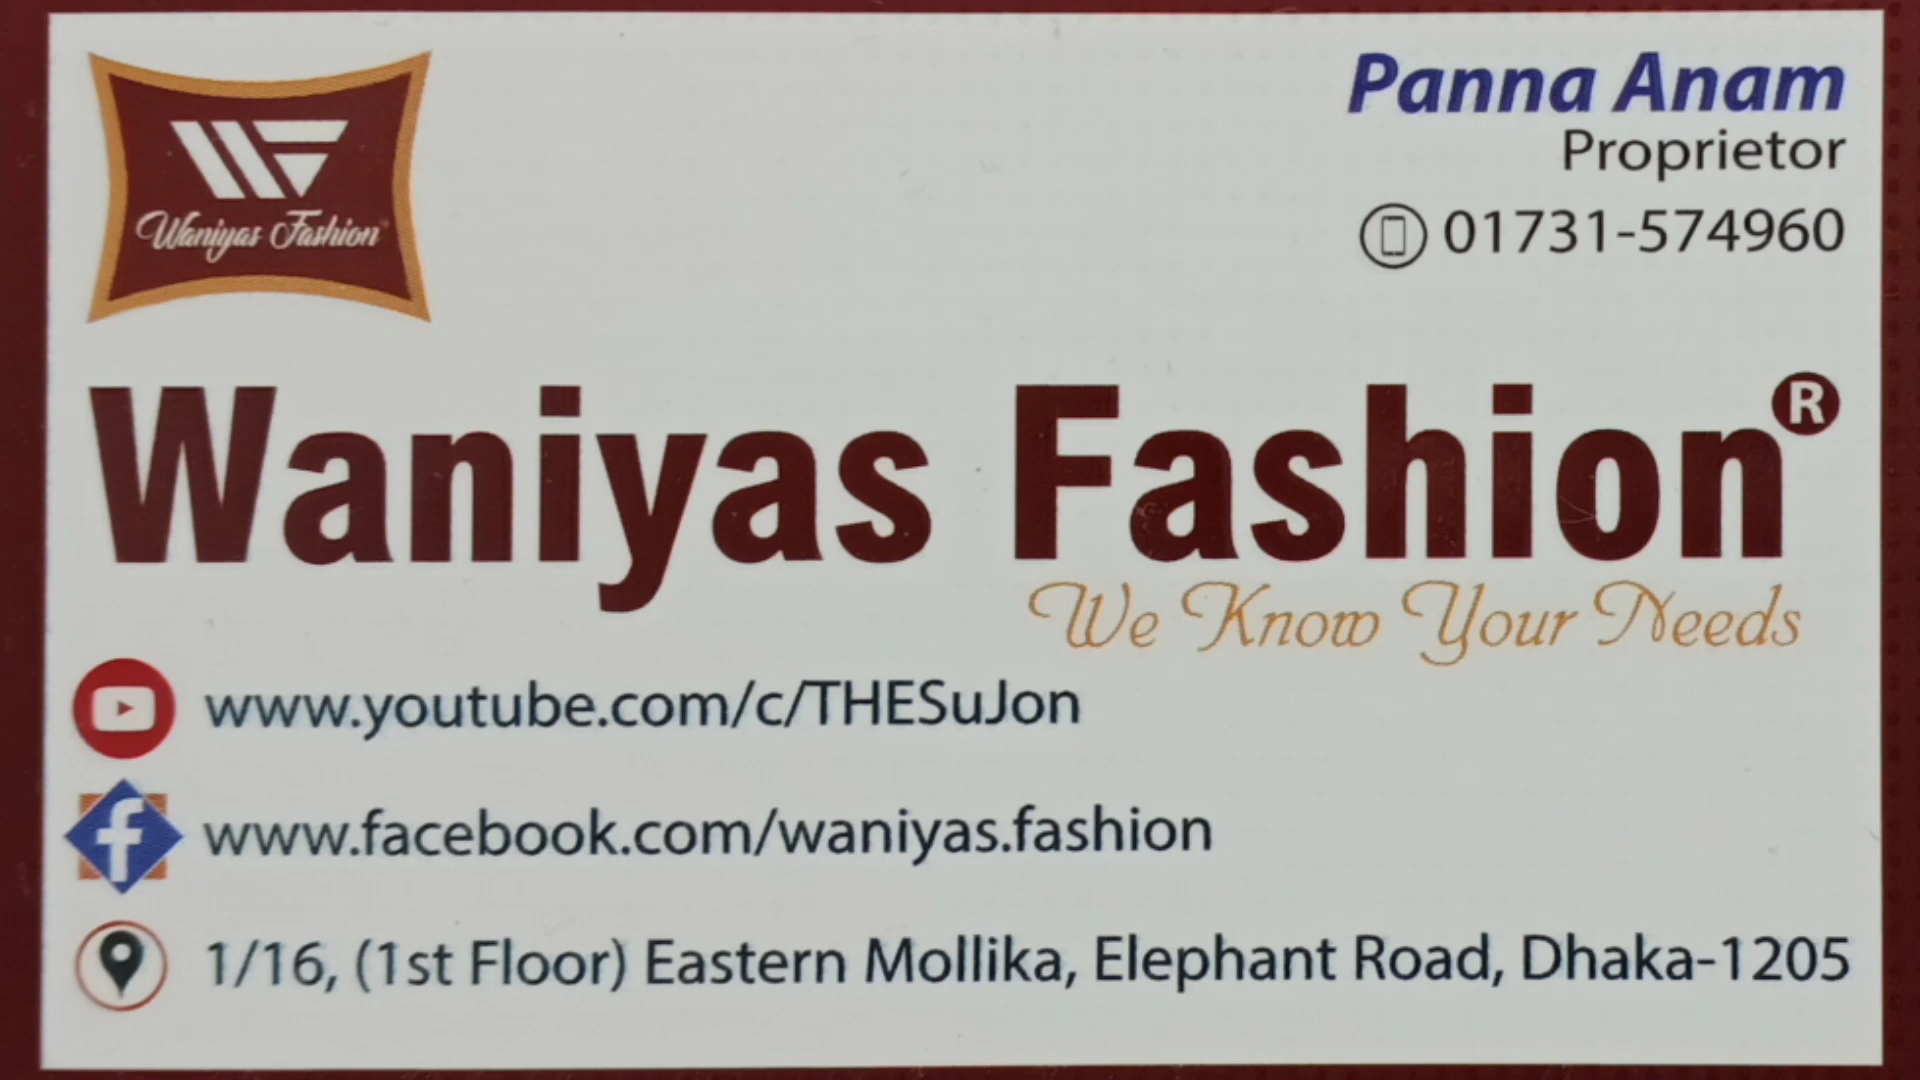 WF
Waniyas Fashion
Panna Anam
Proprietor
01731-574960
Waniyas Fashion®
We Know Your Needs
www.youtube.com/c/THESuJon
www.facebook.com/waniyas.fashion
1/16, (1st Floor) Eastern Mollika, Elephant Road, Dhaka-1205